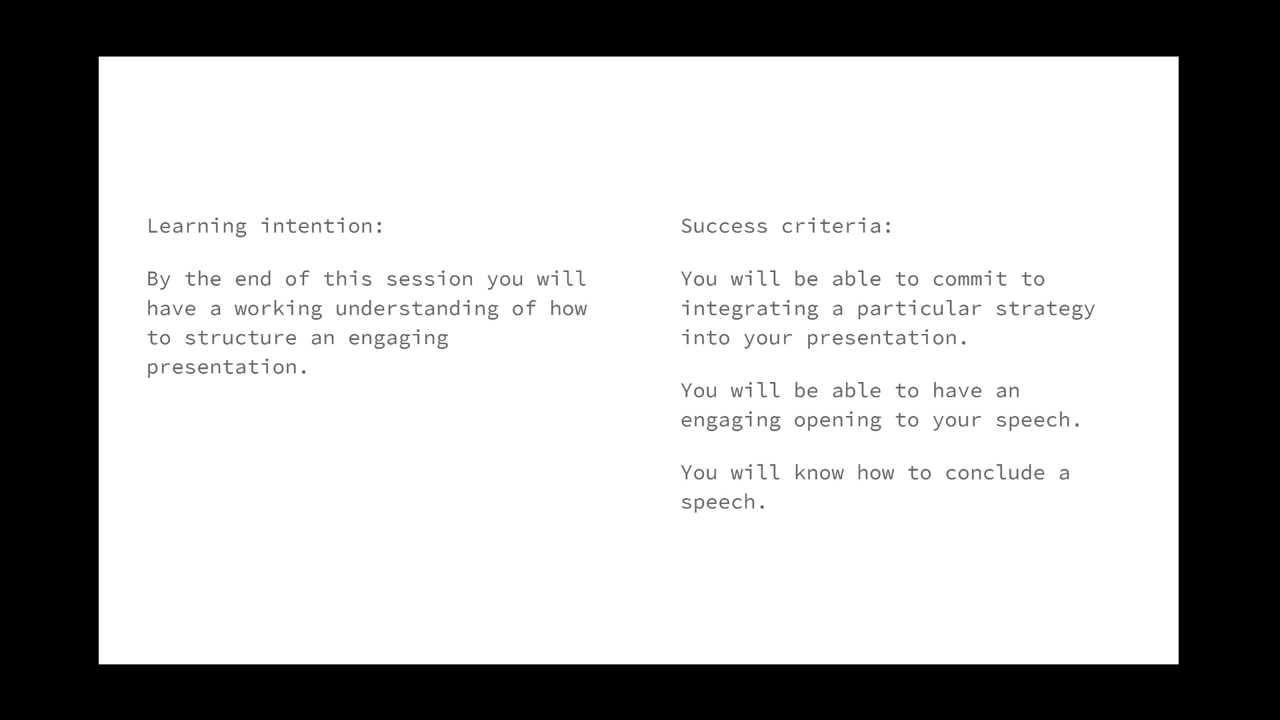 Learning intention:
By the end of this session you will
have a working understanding of how
to structure an engaging
presentation.
Success criteria:
You will be able to commit to
integrating a particular strategy
into your presentation.
You will be able to have an
engaging opening to your speech.
You will know how to conclude a
speech.